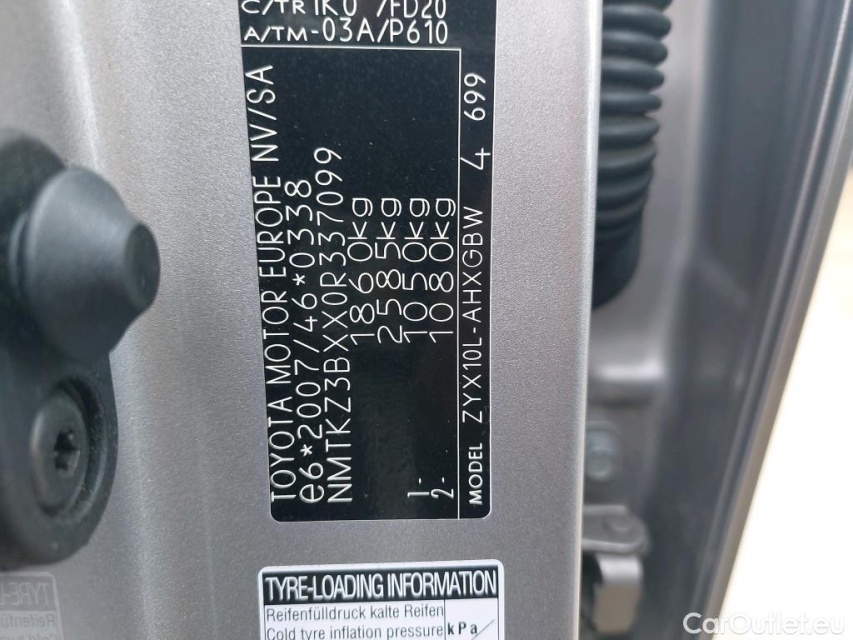 C/TR 1K0 /FD20
A/TM-03A/P610
TOYOTA MOTOR EUROPE NV/SA
e6*2007/46*0338
NMTKZ3BXX0R337099
1860kg
2585kg
1- 1050kg
2- 1080kg
MODEL ZYX10L-AHXGBW 4 699
TYRE-LOADING INFORMATION
Reifenfülldruck kalte Reifen
Cold tyre inflation pressure kPa/
CarOutlet.eu